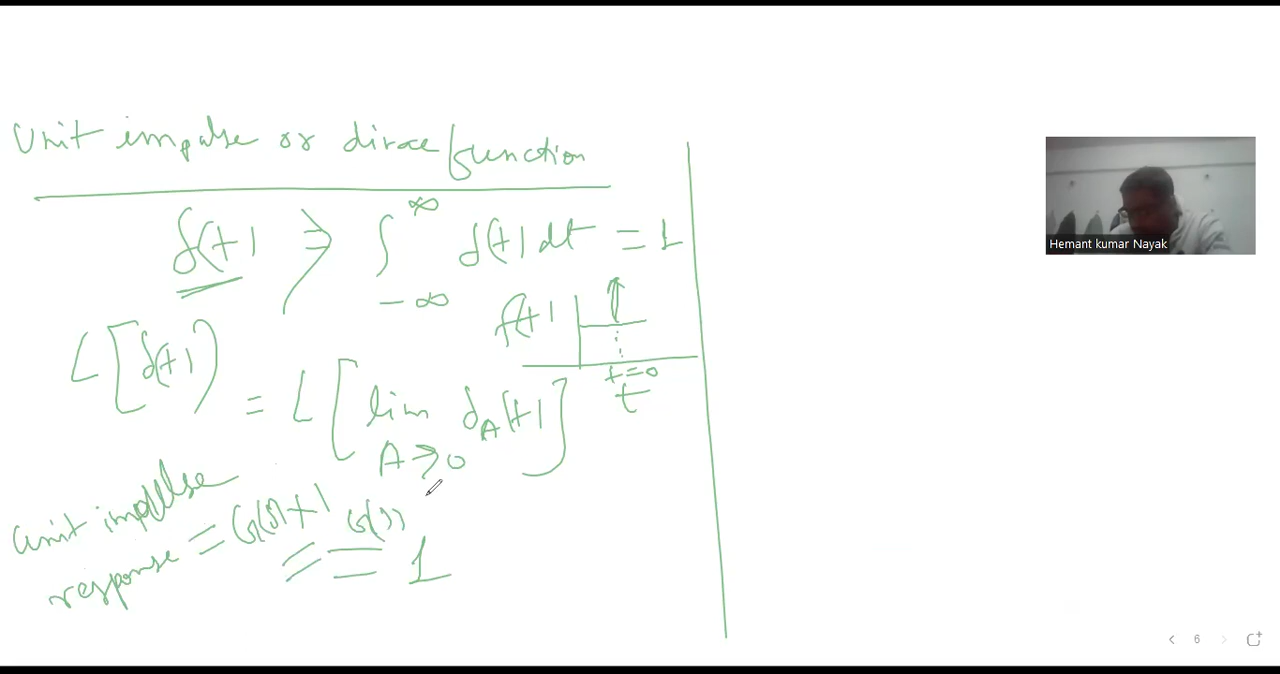 Unit impulse or dirac function
δ(t) ⇒ ∫_{-∞}^{∞} δ(t) dt = 1
f(t)
t=0
t
L[δ(t)] = L[lim_{A→0} δ_A(t)]
unit impulse
response = G(s)×1
= G(s)
= 1
Hemant kumar Nayak
6